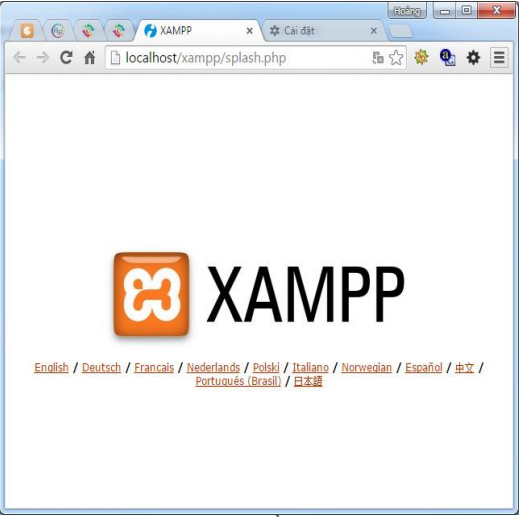 Hoàng
XAMPP
Cài đặt
localhost/xampp/splash.php
XAMPP
English / Deutsch / Francais / Nederlands / Polski / Italiano / Norwegian / Español / 中文 /
Português (Brasil) / 日本語